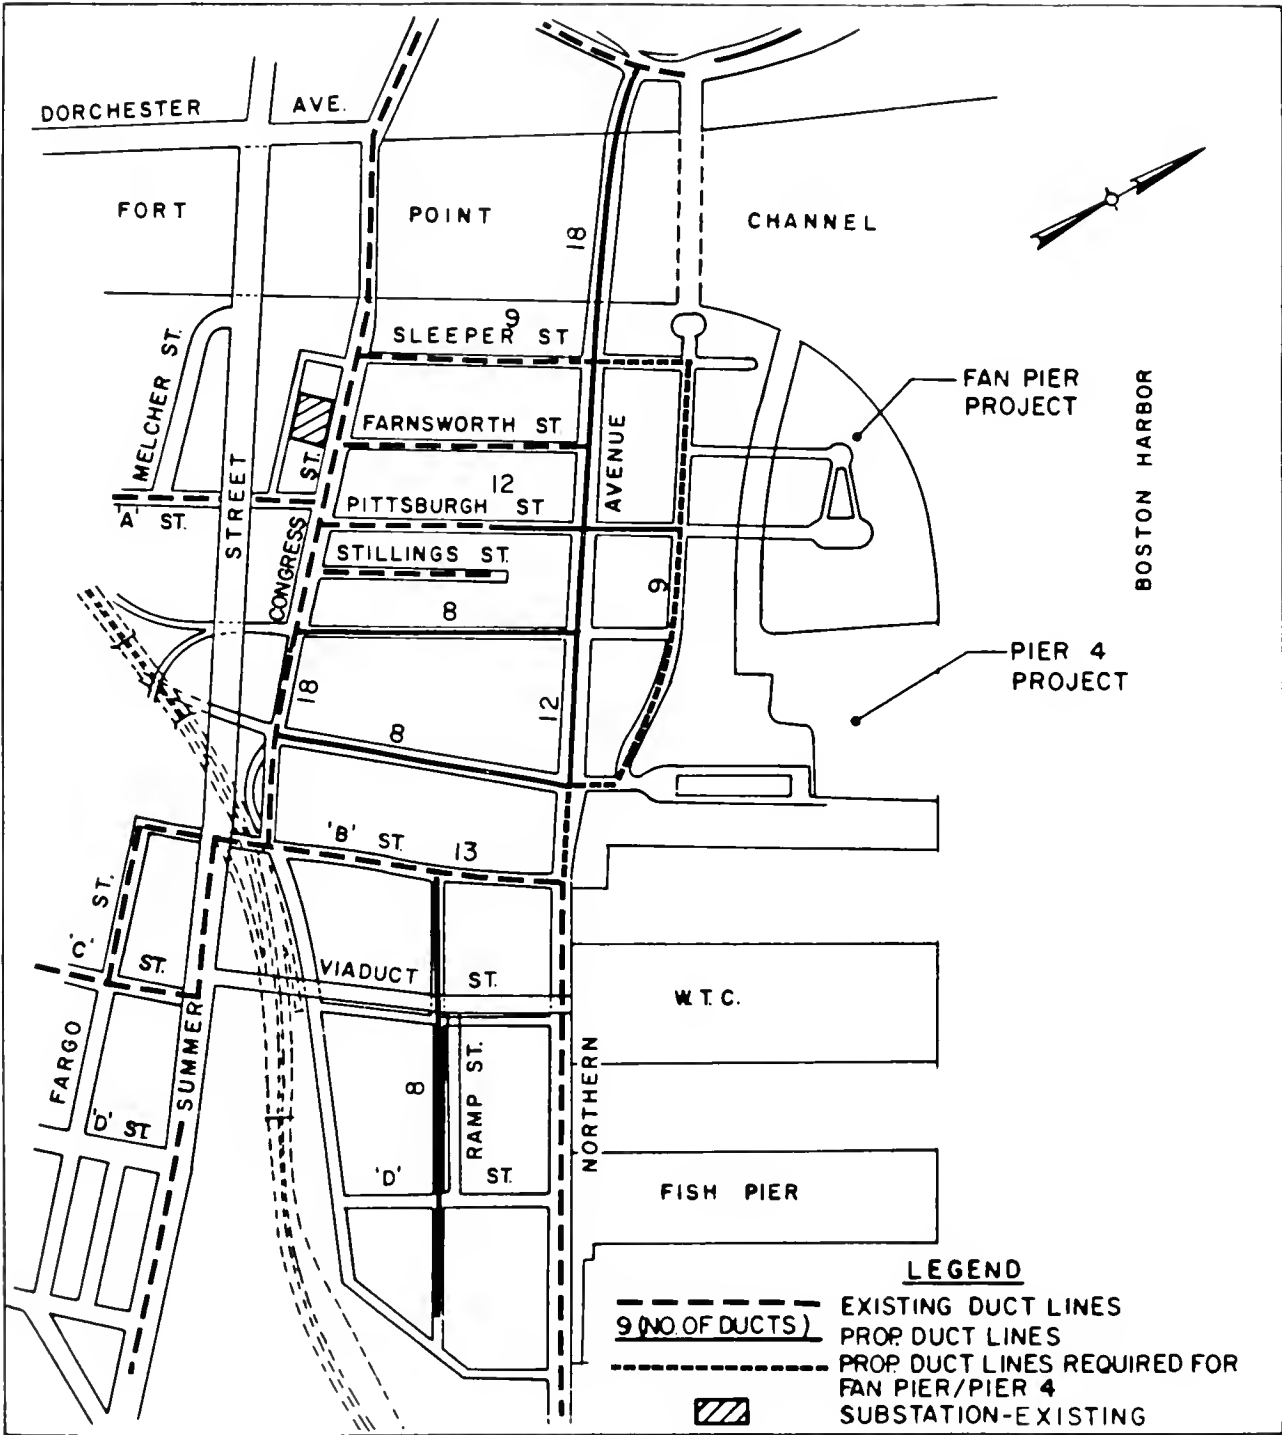 DORCHESTER AVE.
FORT POINT CHANNEL
18
9
SLEEPER ST
MELCHER ST.
FARNSWORTH ST.
FAN PIER
PROJECT
BOSTON HARBOR
STREET
ST.
AVENUE
12
PITTSBURGH ST
'A' ST.
CONGRESS
STILLINGS ST.
8
9
PIER 4
PROJECT
18
12
8
'B' ST.
13
ST.
'C' ST.
VIADUCT ST.
W.T.C.
FARGO
SUMMER
8
RAMP ST.
NORTHERN
'D' ST.
'D' ST.
FISH PIER
LEGEND
EXISTING DUCT LINES
9 (NO. OF DUCTS) PROP. DUCT LINES
PROP. DUCT LINES REQUIRED FOR
FAN PIER/PIER 4
SUBSTATION-EXISTING